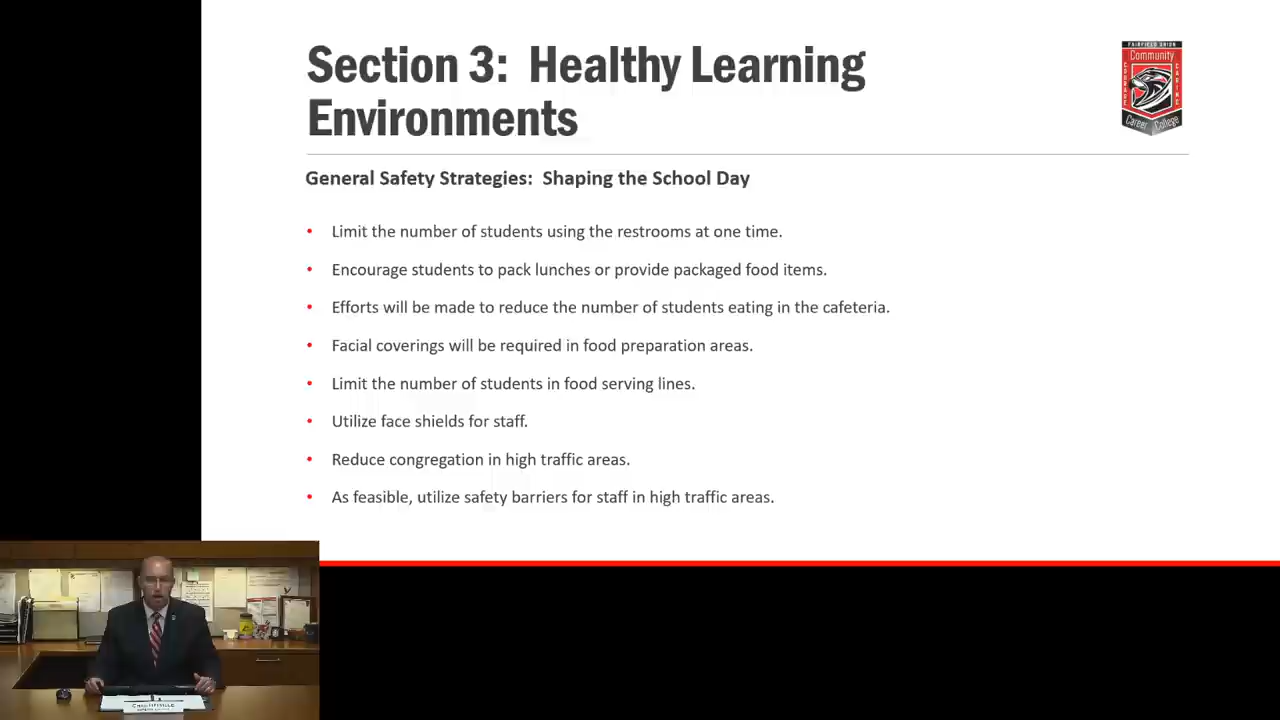 Section 3: Healthy Learning
Environments
FAIRFIELD UNION
Community
COURAGE
CARING
Career College
General Safety Strategies: Shaping the School Day
• Limit the number of students using the restrooms at one time.
• Encourage students to pack lunches or provide packaged food items.
• Efforts will be made to reduce the number of students eating in the cafeteria.
• Facial coverings will be required in food preparation areas.
• Limit the number of students in food serving lines.
• Utilize face shields for staff.
• Reduce congregation in high traffic areas.
• As feasible, utilize safety barriers for staff in high traffic areas.